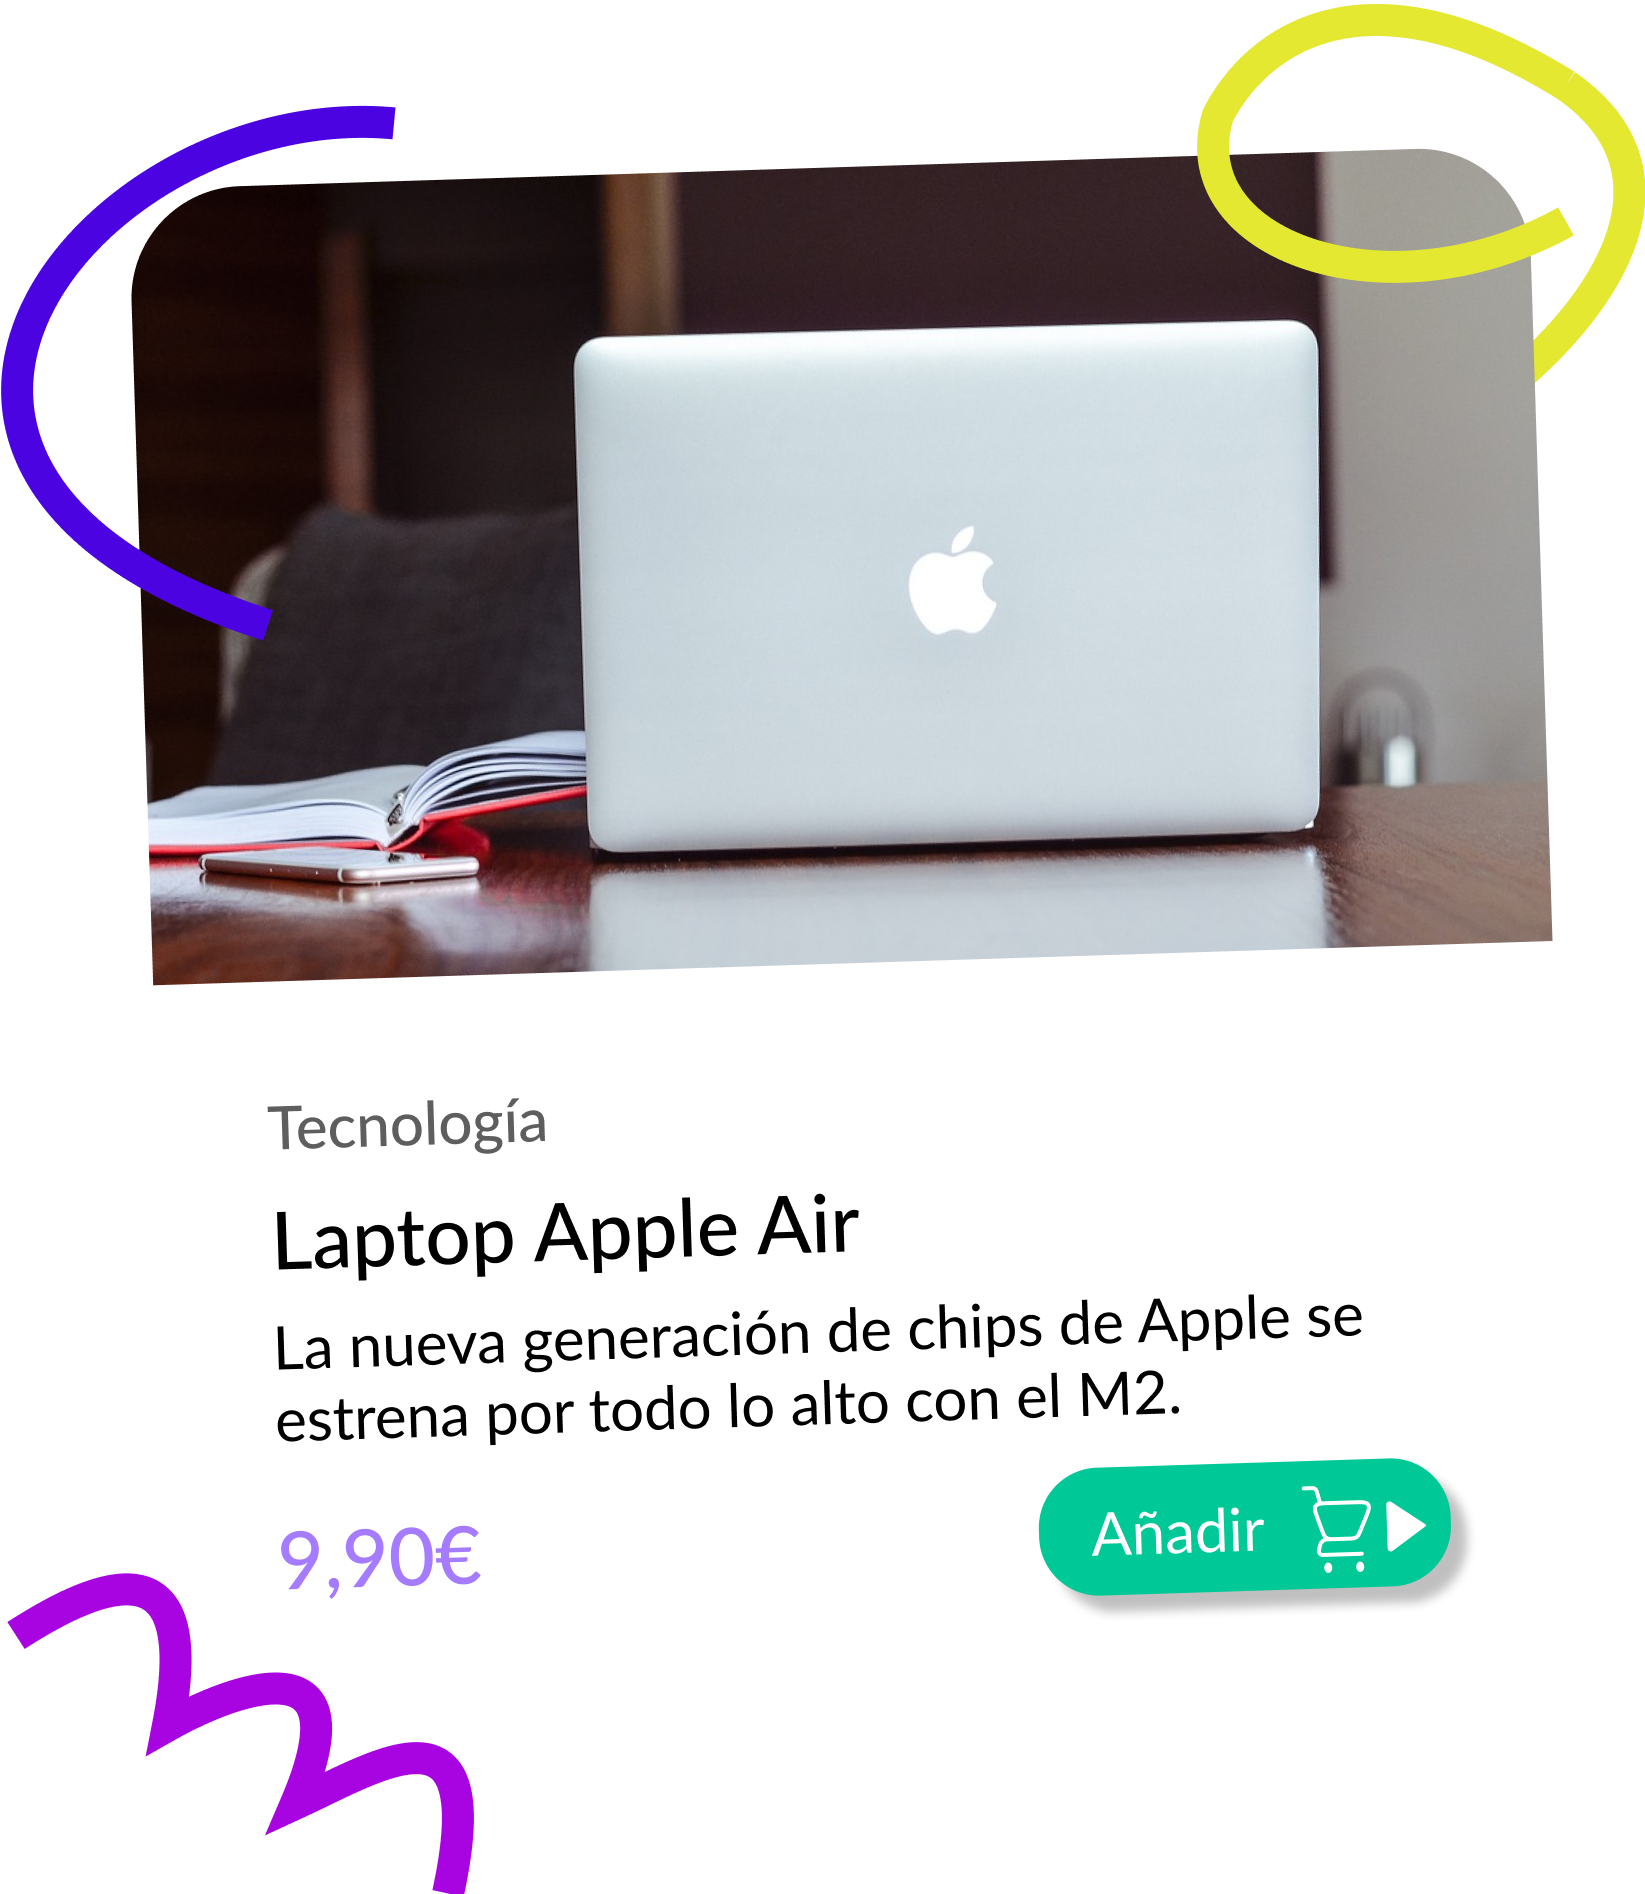 Tecnología
Laptop Apple Air
La nueva generación de chips de Apple se
estrena por todo lo alto con el M2.
9,90€
Añadir